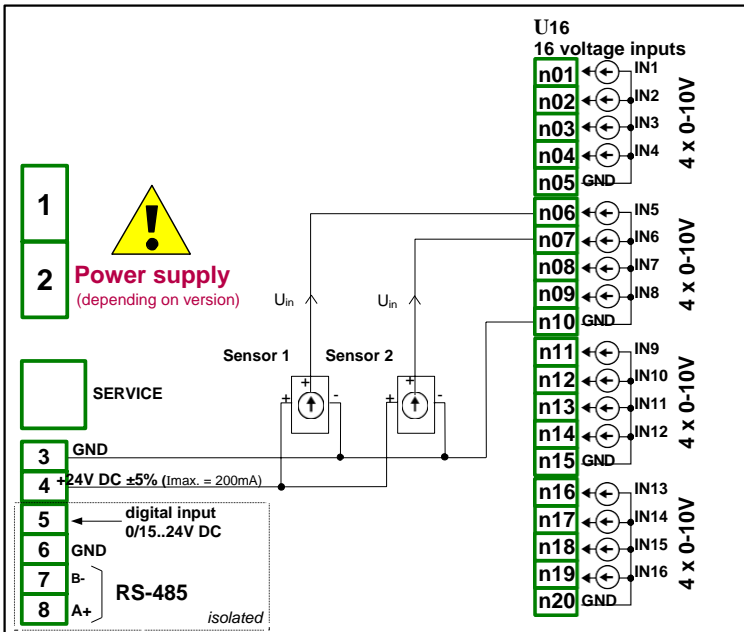 U16
16 voltage inputs
n01 IN1
n02 IN2
n03 IN3
n04 IN4
n05 GND
4 x 0-10V
n06 IN5
n07 IN6
n08 IN7
n09 IN8
n10 GND
4 x 0-10V
n11 IN9
n12 IN10
n13 IN11
n14 IN12
n15 GND
4 x 0-10V
n16 IN13
n17 IN14
n18 IN15
n19 IN16
n20 GND
4 x 0-10V
1
2
!
Power supply
(depending on version)
Uin
Uin
Sensor 1
Sensor 2
+
+ -
+
+ -
SERVICE
3 GND
4 +24V DC ±5% (Imax. = 200mA)
5 digital input
0/15..24V DC
6 GND
7 B-
8 A+
RS-485
isolated